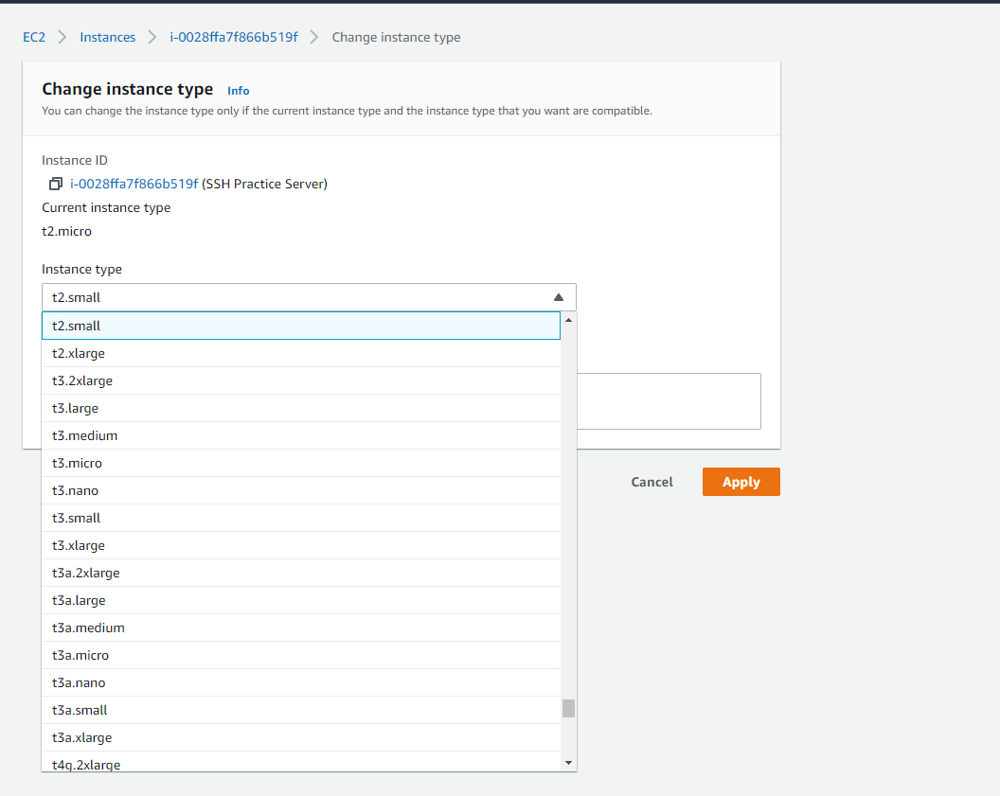 EC2 Instances i-0028ffa7f866b519f Change instance type
Change instance type Info
You can change the instance type only if the current instance type and the instance type that you want are compatible.
Instance ID
i-0028ffa7f866b519f (SSH Practice Server)
Current instance type
t2.micro
Instance type
t2.small
t2.small
t2.xlarge
t3.2xlarge
t3.large
t3.medium
t3.micro
t3.nano
t3.small
t3.xlarge
t3a.2xlarge
t3a.large
t3a.medium
t3a.micro
t3a.nano
t3a.small
t3a.xlarge
t4g.2xlarge
Cancel Apply